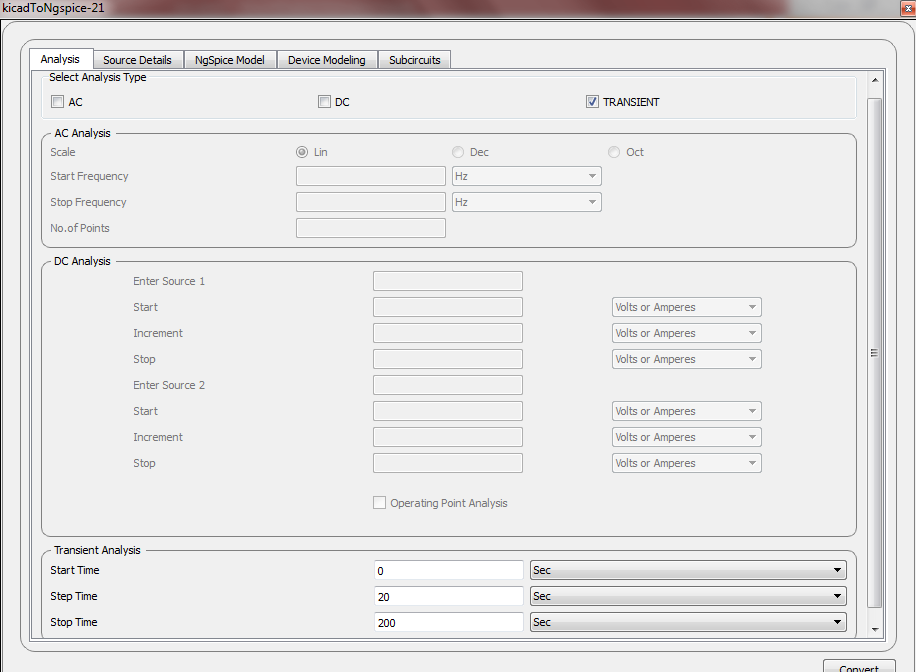 kicadToNgspice-21
Analysis Source Details NgSpice Model Device Modeling Subcircuits
Select Analysis Type
AC DC TRANSIENT
AC Analysis
Scale Lin Dec Oct
Start Frequency Hz
Stop Frequency Hz
No.of Points
DC Analysis
Enter Source 1
Start Volts or Amperes
Increment Volts or Amperes
Stop Volts or Amperes
Enter Source 2
Start Volts or Amperes
Increment Volts or Amperes
Stop Volts or Amperes
Operating Point Analysis
Transient Analysis
Start Time 0 Sec
Step Time 20 Sec
Stop Time 200 Sec
Convert